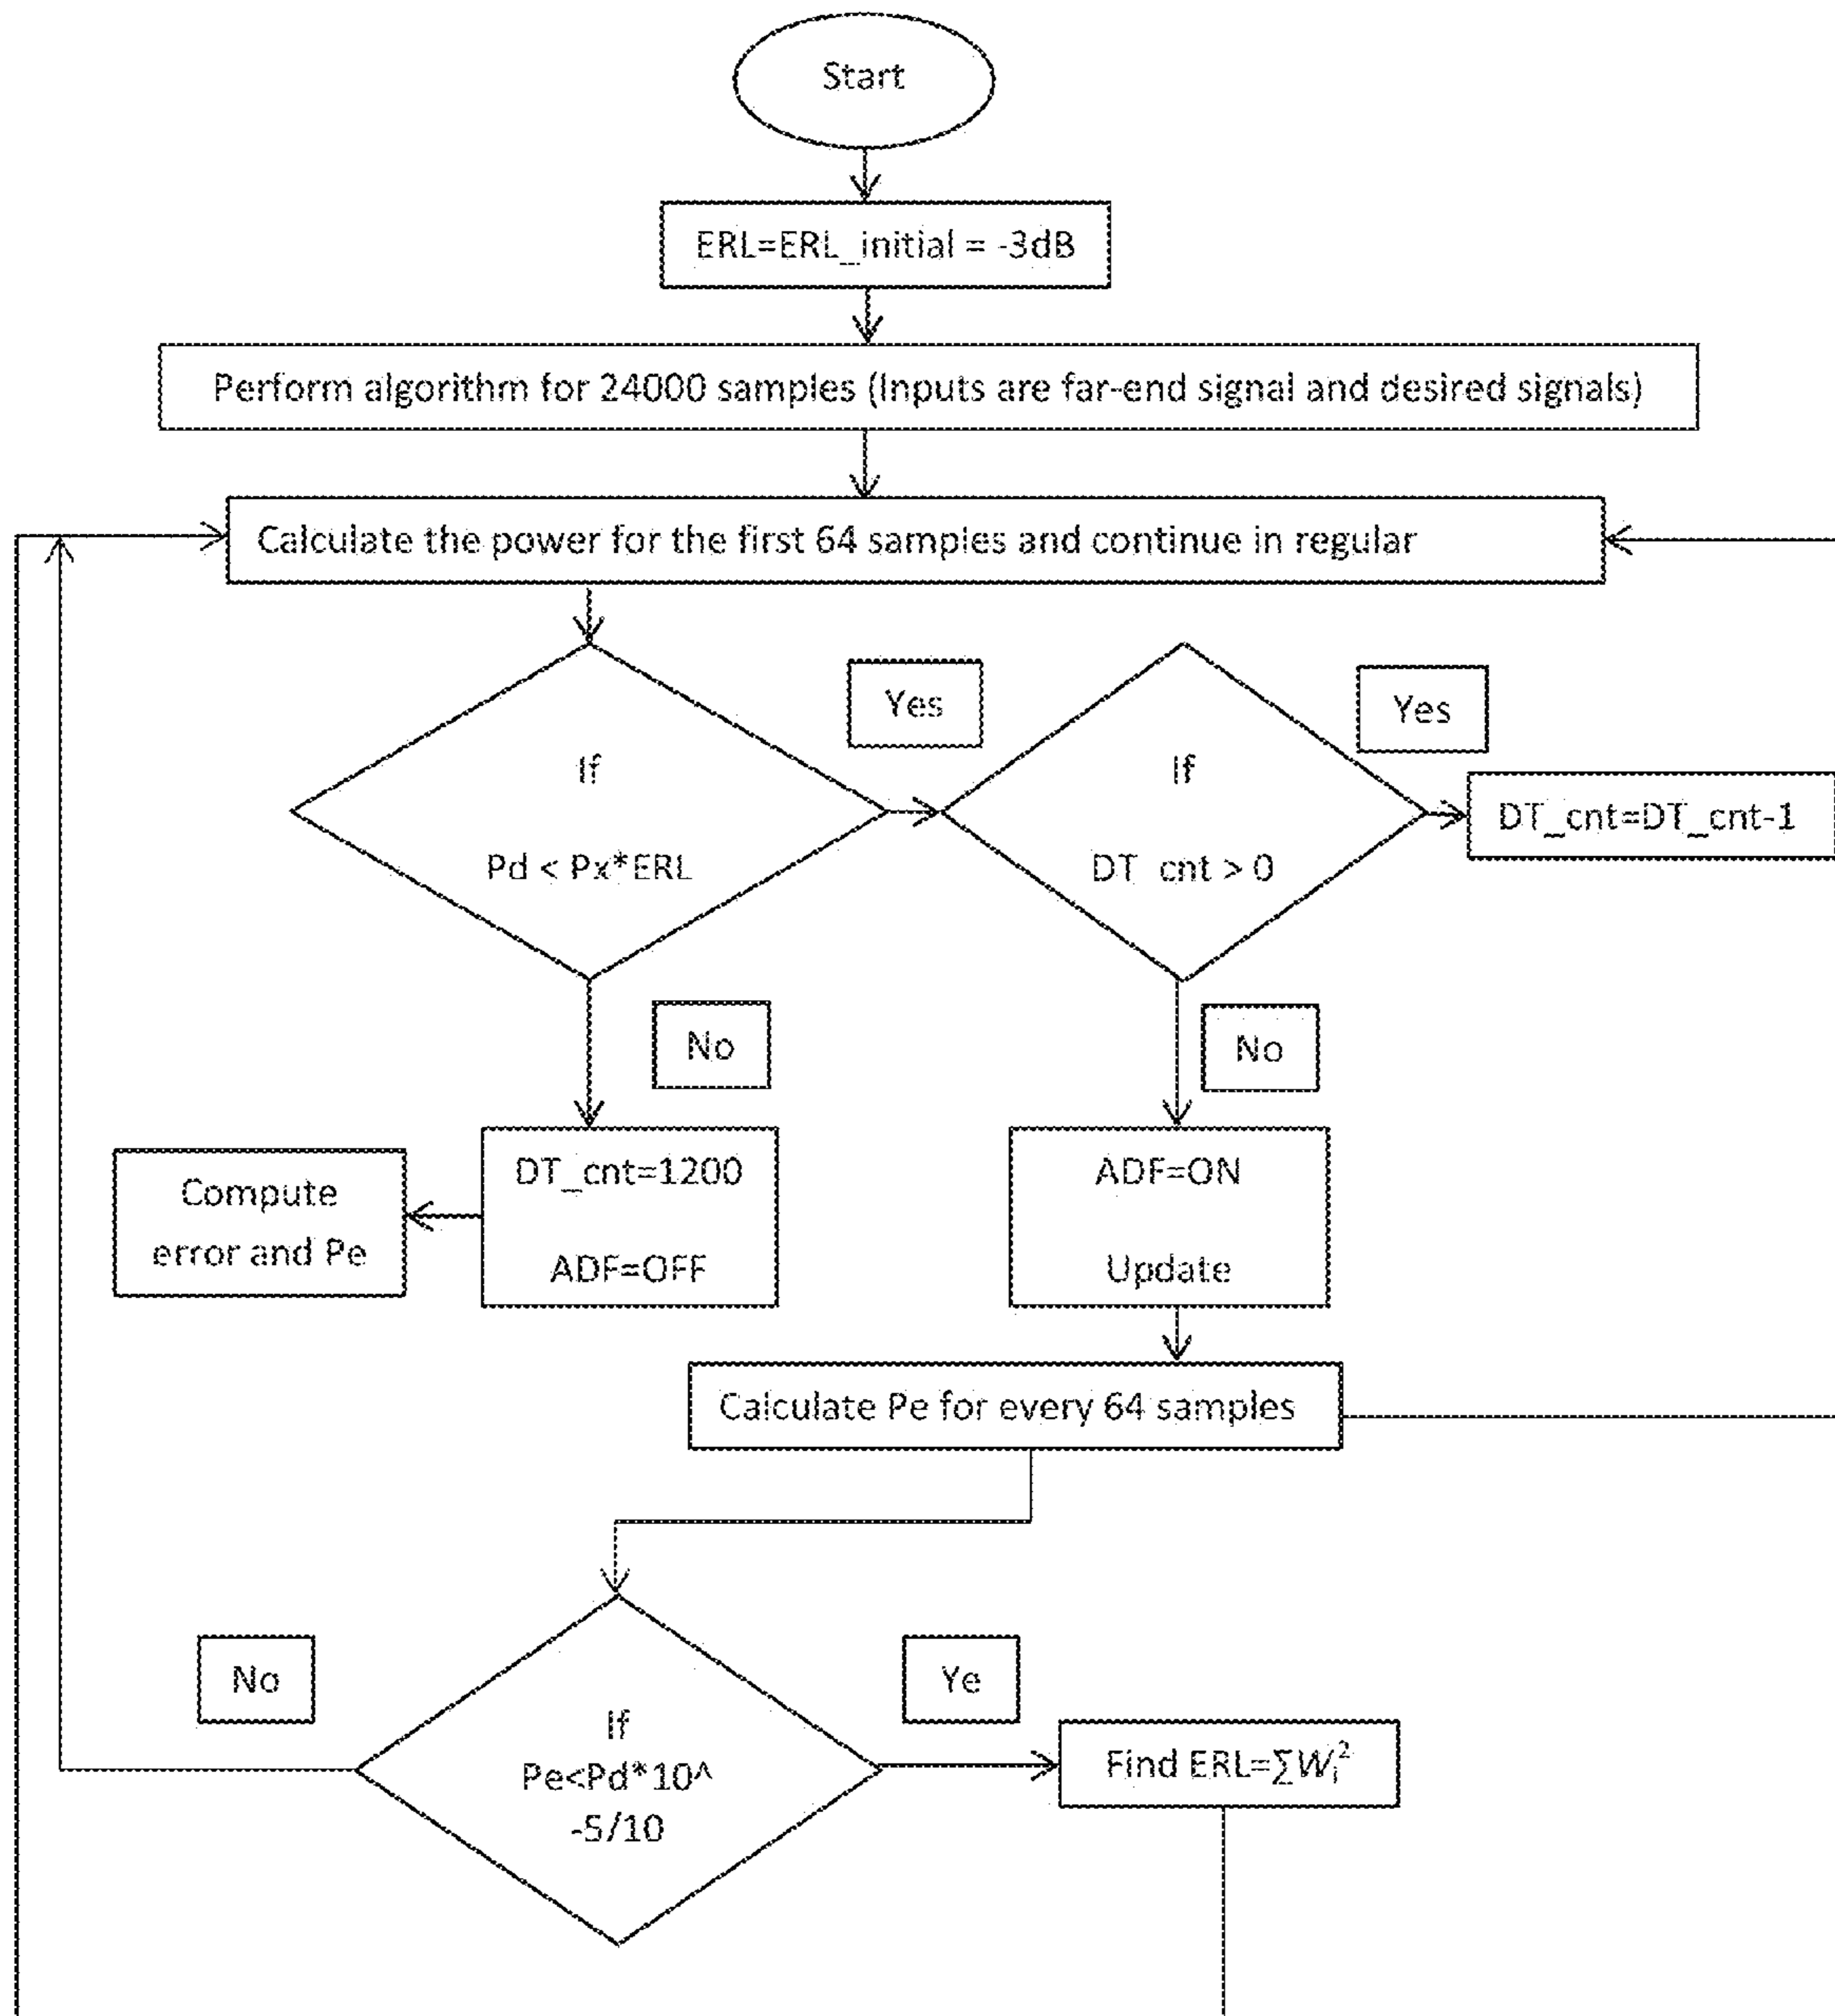 Start
ERL=ERL_initial = -3dB
Perform algorithm for 24000 samples (Inputs are far-end signal and desired signals)
Calculate the power for the first 64 samples and continue in regular
If
Pd < Px*ERL
Yes
If
DT_cnt > 0
Yes
DT_cnt=DT_cnt-1
No
No
Compute
error and Pe
DT_cnt=1200
ADF=OFF
ADF=ON
Update
Calculate Pe for every 64 samples
No
If
Pe<Pd*10^
-5/10
Ye
Find ERL=∑Wᵢ²